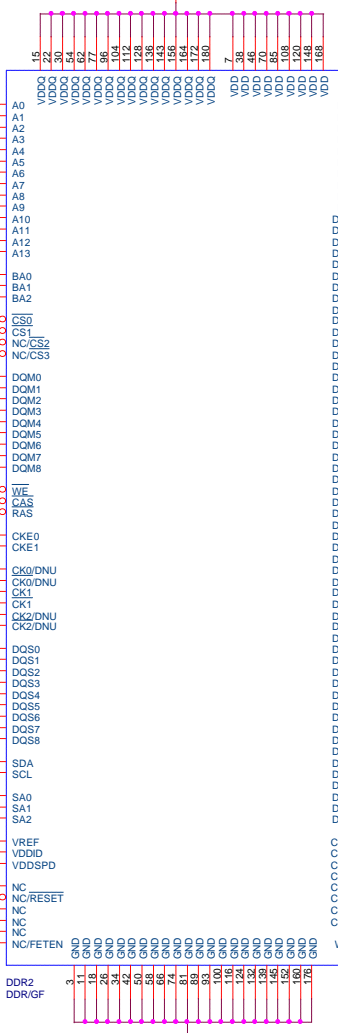 15 22 30 54 62 77 96 104 112 128 136 143 156 164 172 180 7 38 46 70 85 108 120 148 168
VDDQ VDDQ VDDQ VDDQ VDDQ VDDQ VDDQ VDDQ VDDQ VDDQ VDDQ VDDQ VDDQ VDDQ VDDQ VDDQ VDD VDD VDD VDD VDD VDD VDD VDD VDD
A0
A1
A2
A3
A4
A5
A6
A7
A8
A9
A10 D
A11 D
A12 D
A13 D
D
BA0 D
BA1 D
BA2 D
D
CS0 D
CS1 D
NC/CS2 D
NC/CS3 D
D
DQM0 D
DQM1 D
DQM2 D
DQM3 D
DQM4 D
DQM5 D
DQM6 D
DQM7 D
DQM8 D
D
WE D
CAS D
RAS D
D
CKE0 D
CKE1 D
D
CK0/DNU D
CK0/DNU D
CK1 D
CK1 D
CK2/DNU D
CK2/DNU D
D
DQS0 D
DQS1 D
DQS2 D
DQS3 D
DQS4 D
DQS5 D
DQS6 D
DQS7 D
DQS8 D
D
SDA D
SCL D
D
SA0 D
SA1 D
SA2 D
VREF C
VDDID C
VDDSPD C
C
NC C
NC/RESET C
NC C
NC C
NC
NC/FETEN
GND GND GND GND GND GND GND GND GND GND GND GND GND GND GND GND GND GND GND GND GND GND
3 11 18 26 34 42 50 58 66 74 81 89 93 100 116 124 132 139 145 152 160 176
DDR2
DDR/GF